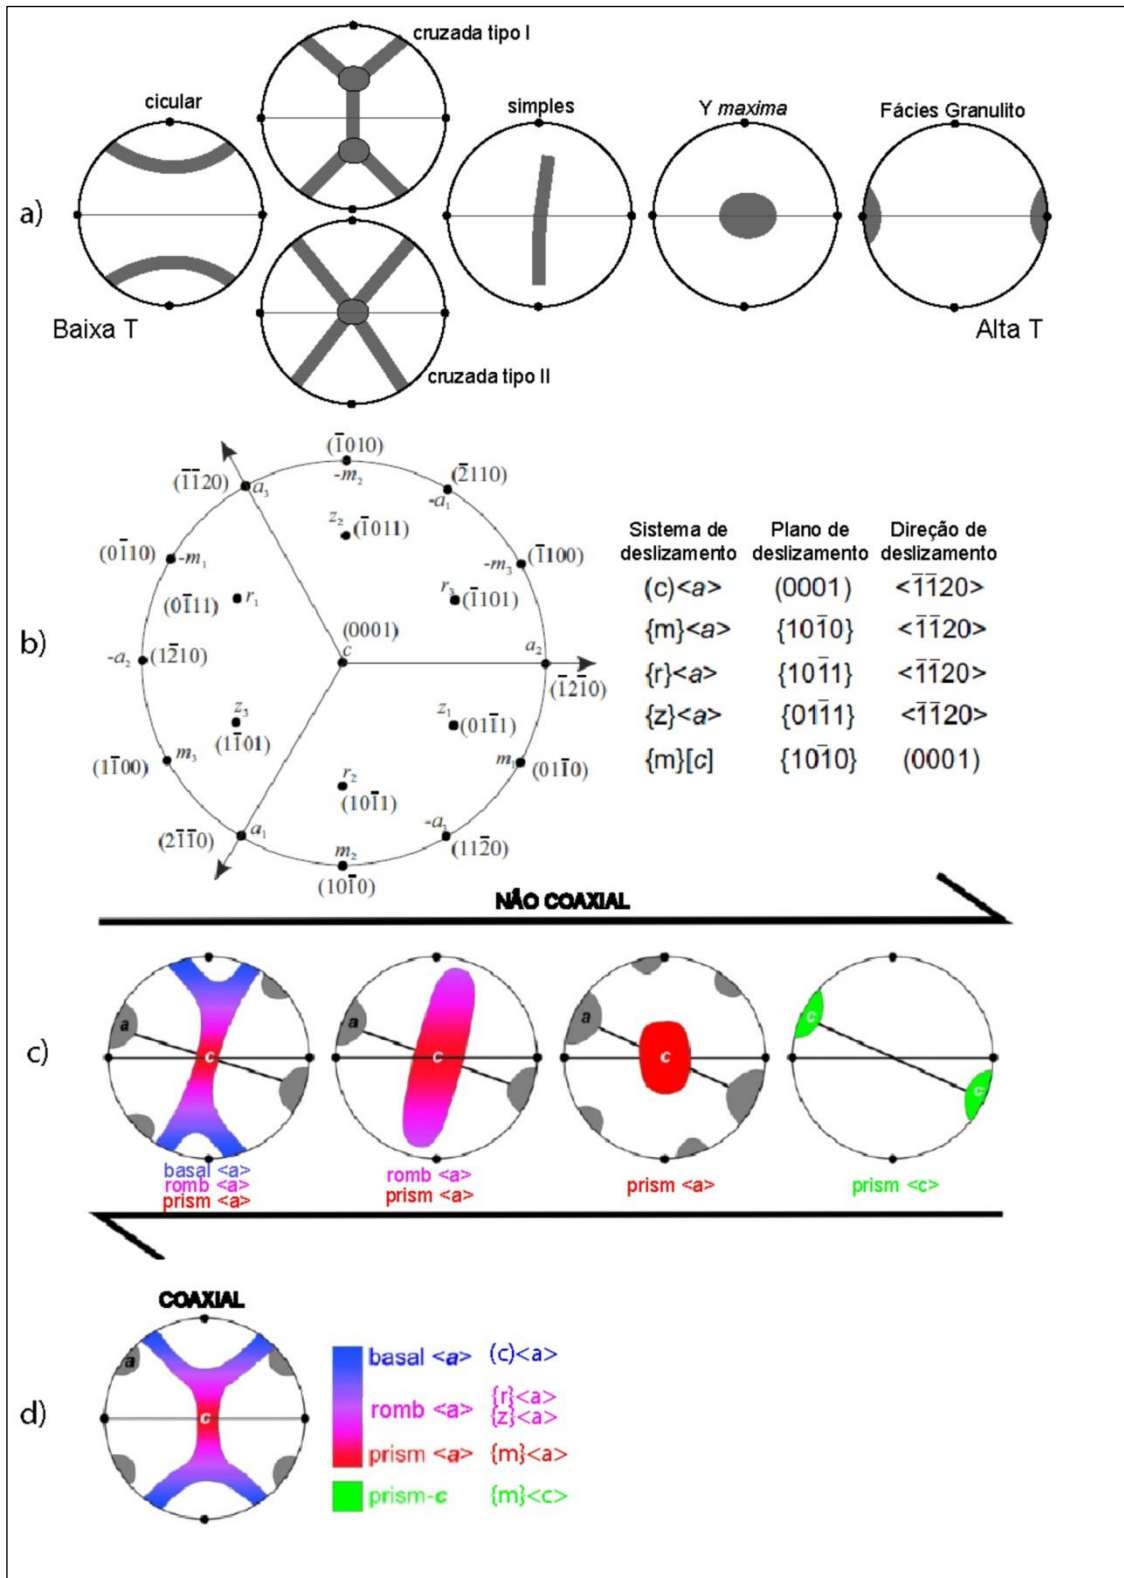 a)
cicular
cruzada tipo I
cruzada tipo II
simples
Y maxima
Fácies Granulito
Baixa T
Alta T
b)
(1̅010)
-m₂
(1̅1̅20)
a₃
(2̅110)
-a₁
z₂
(1̅011)
(01̅10)
-m₁
-m₃
(1̅100)
(01̅11)
r₁
r₃
(1̅101)
(0001)
c
-a₂
(12̅10)
a₂
(1̅21̅0)
z₃
(11̅01)
z₁
(011̅1)
(11̅00)
m₃
m₁
(011̅0)
r₂
(101̅1)
(21̅1̅0)
a₁
-a₃
(112̅0)
m₂
(101̅0)
Sistema de deslizamento Plano de deslizamento Direção de deslizamento
(c)<a> (0001) <1̅1̅20>
{m}<a> {101̅0} <1̅1̅20>
{r}<a> {101̅1} <1̅1̅20>
{z}<a> {011̅1} <1̅1̅20>
{m}[c] {101̅0} (0001)
NÃO COAXIAL
c)
a
c
basal <a>
romb <a>
prism <a>
a
c
romb <a>
prism <a>
a
c
prism <a>
c
c
prism <c>
COAXIAL
d)
a
c
basal <a> (c)<a>
romb <a> {r}<a>
{z}<a>
prism <a> {m}<a>
prism-c {m}<c>